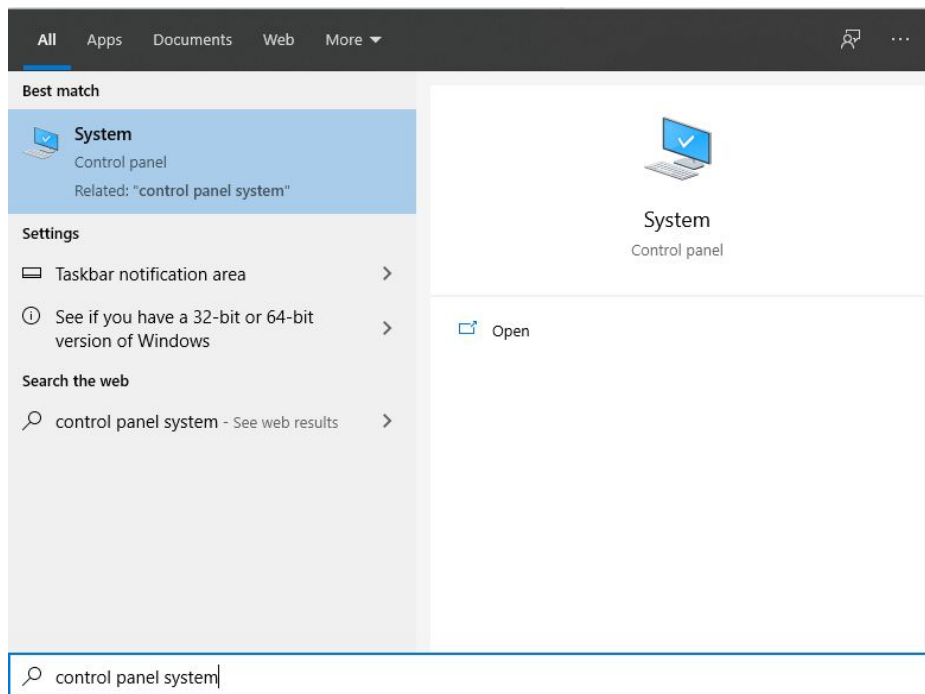 All Apps Documents Web More
Best match
System
Control panel
Related: "control panel system"
Settings
Taskbar notification area
See if you have a 32-bit or 64-bit
version of Windows
Search the web
control panel system - See web results
System
Control panel
Open
control panel system